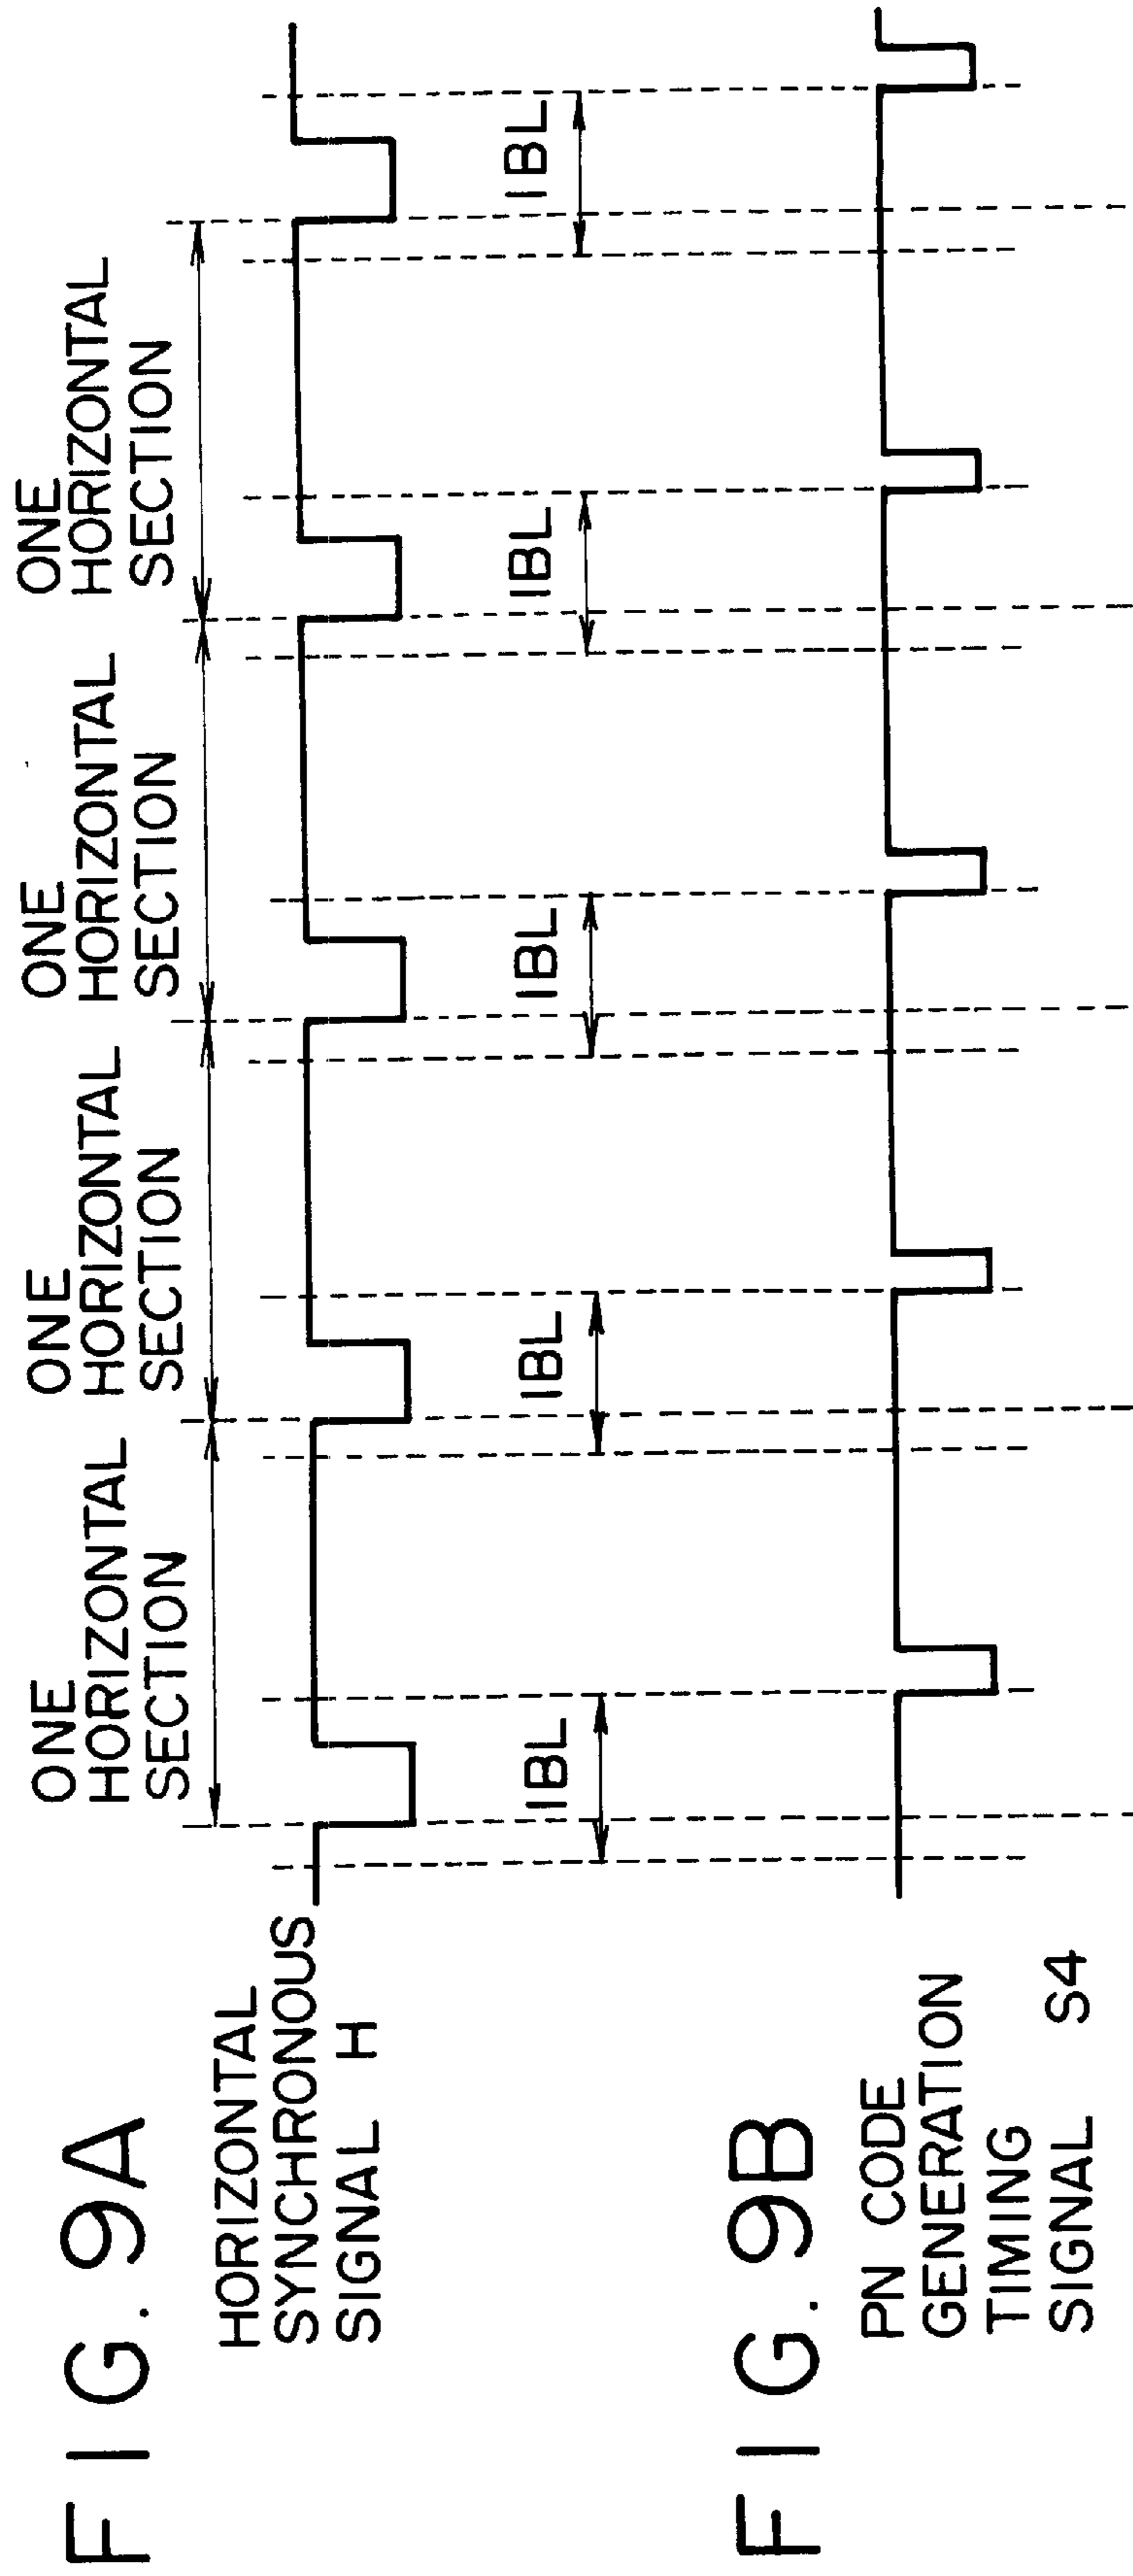 FIG. 9A
HORIZONTAL
SYNCHRONOUS
SIGNAL H
ONE
HORIZONTAL
SECTION
ONE
HORIZONTAL
SECTION
ONE
HORIZONTAL
SECTION
ONE
HORIZONTAL
SECTION
IBL
IBL
IBL
IBL
IBL
FIG. 9B
PN CODE
GENERATION
TIMING
SIGNAL S4